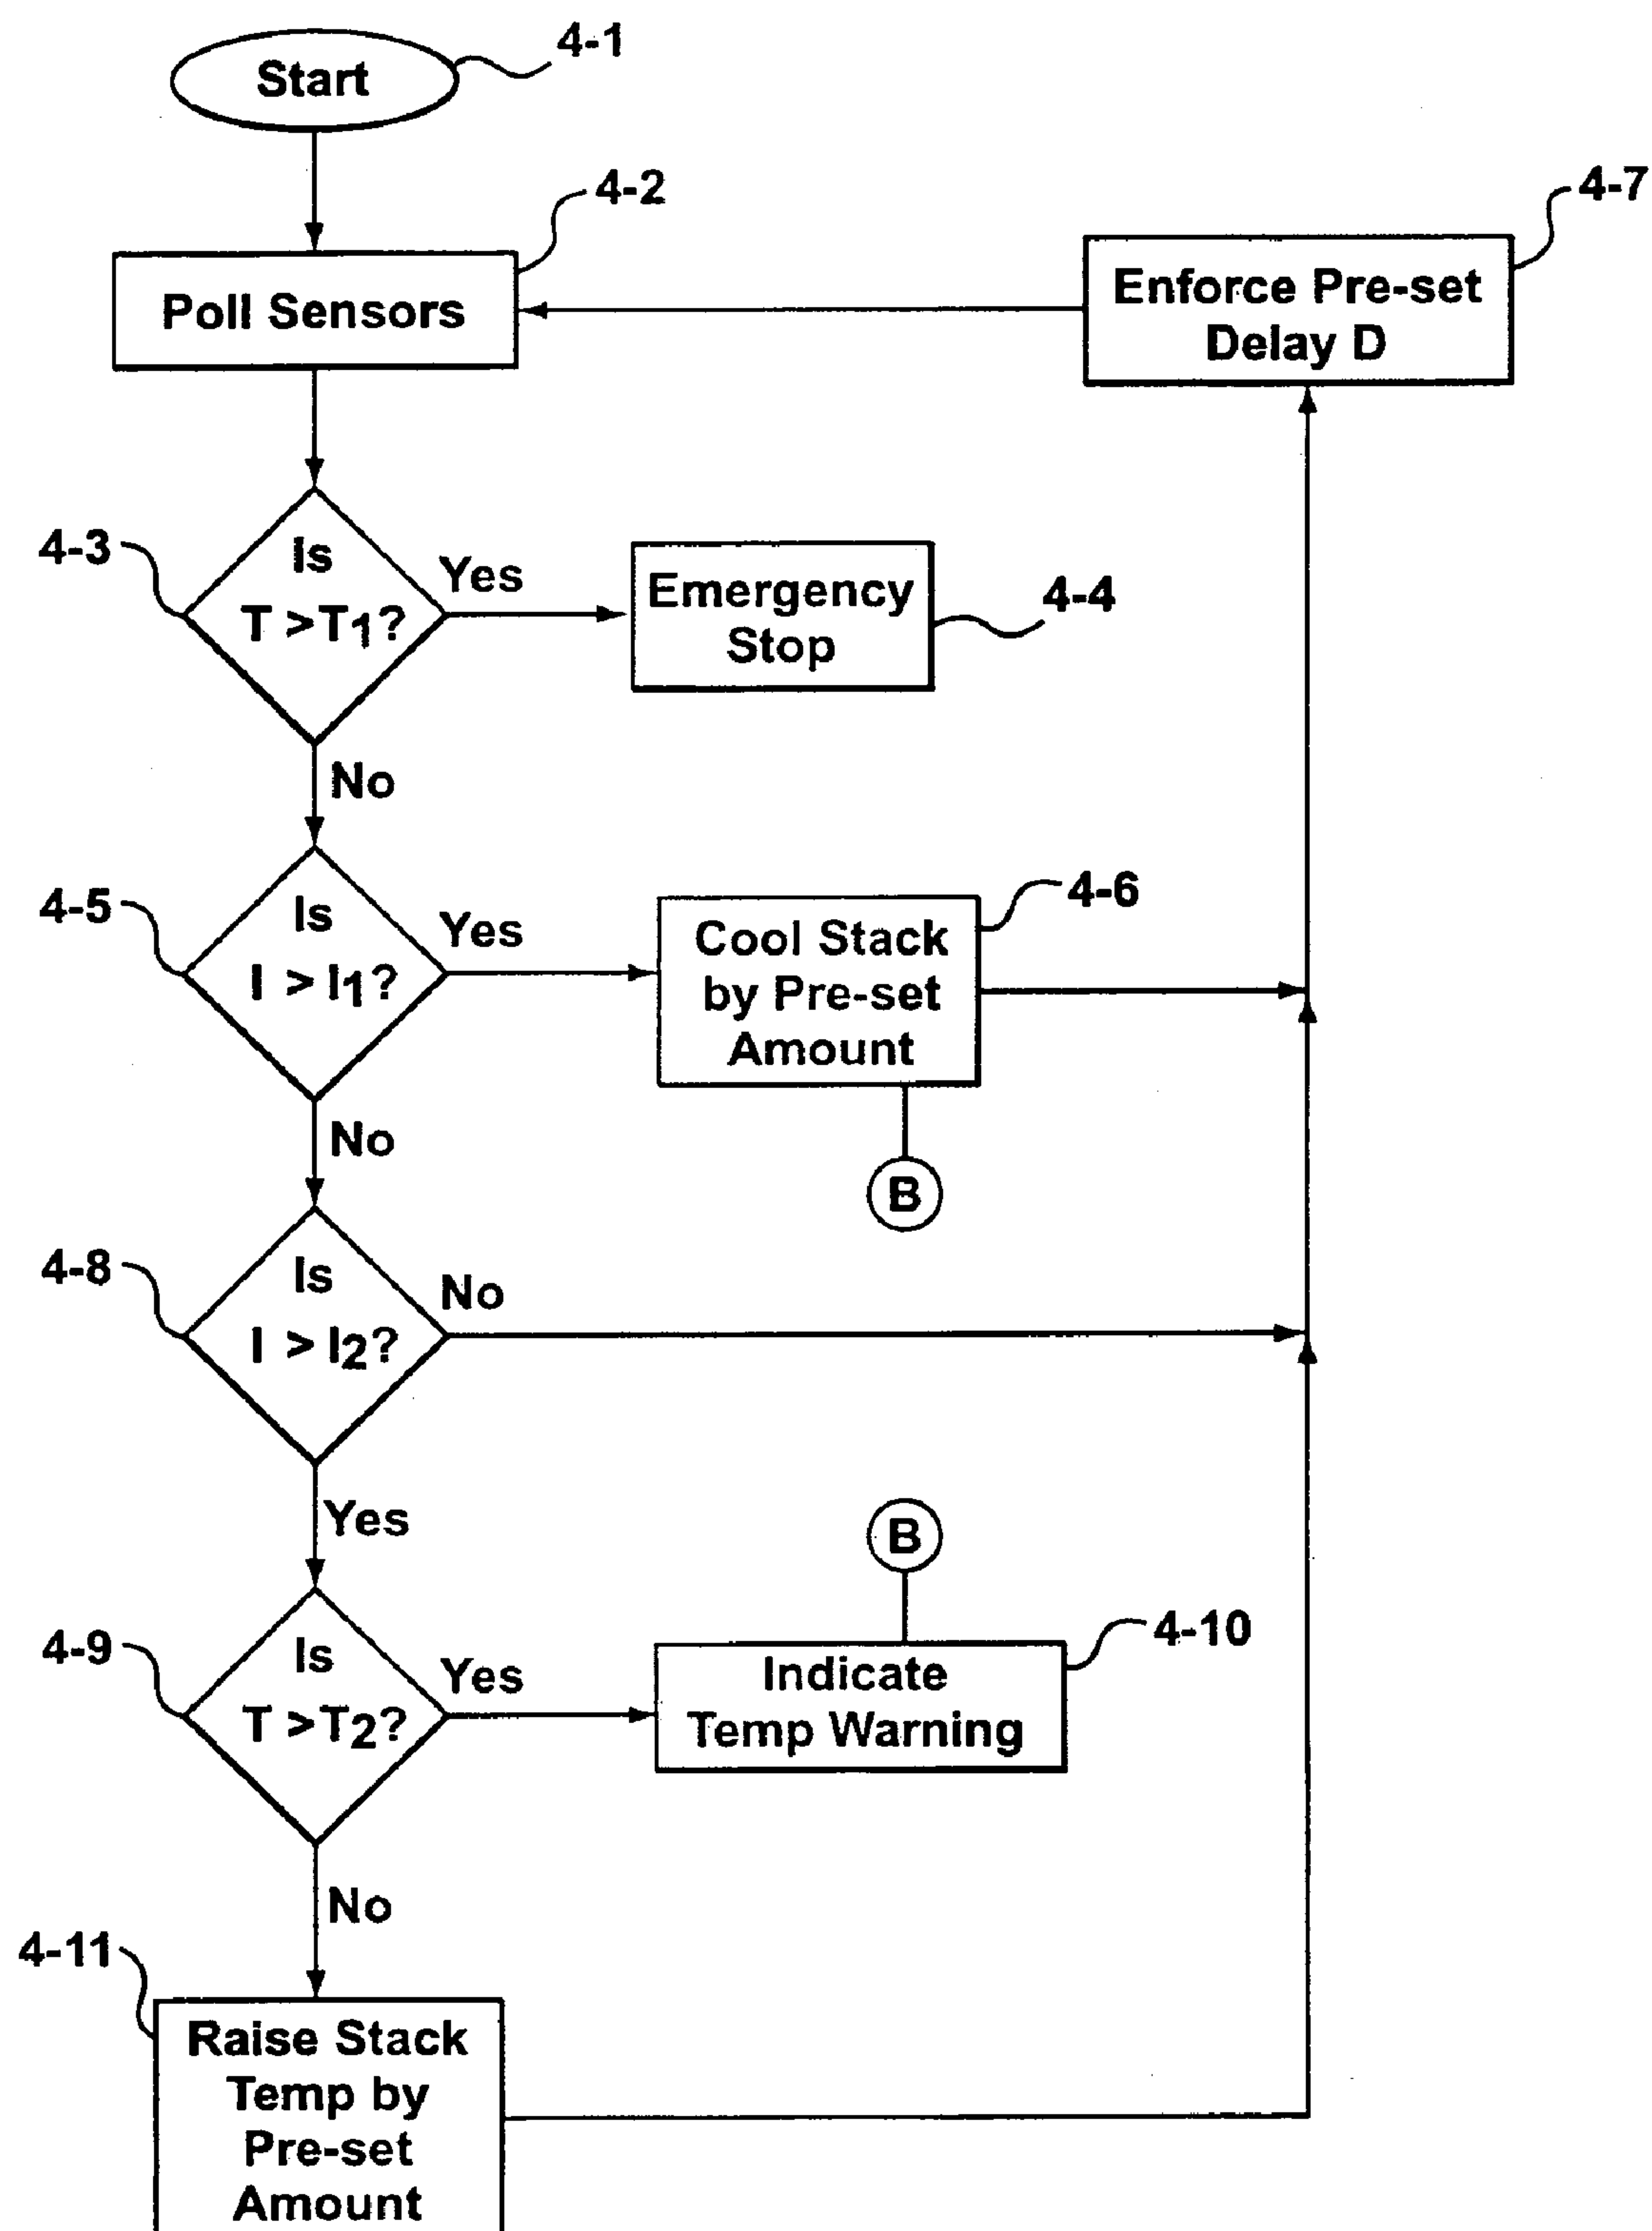 Start
4-1
4-2
Poll Sensors
4-7
Enforce Pre-set
Delay D
4-3
Is
T >T1?
Yes
Emergency
Stop
4-4
No
4-5
Is
I > I1?
Yes
Cool Stack
by Pre-set
Amount
4-6
B
No
4-8
Is
I > I2?
No
Yes
4-9
Is
T >T2?
Yes
B
Indicate
Temp Warning
4-10
No
4-11
Raise Stack
Temp by
Pre-set
Amount